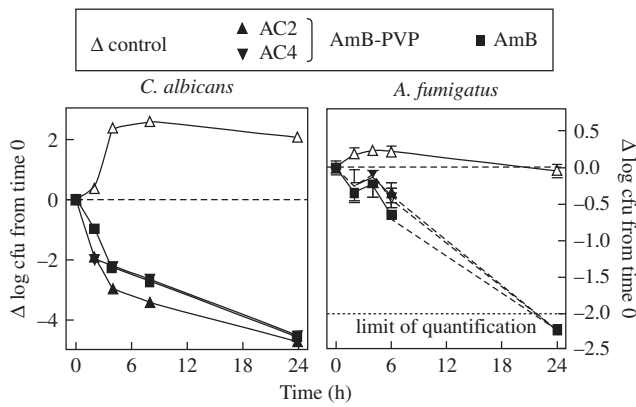 Δ control
AC2
AC4
AmB-PVP
AmB
C. albicans
A. fumigatus
Δ log cfu from time 0
2
0
−2
−4
0 6 12 18 24
0.5
0.0
−0.5
−1.0
−1.5
−2.0
−2.5
Δ log cfu from time 0
limit of quantification
0 6 12 18 24
Time (h)